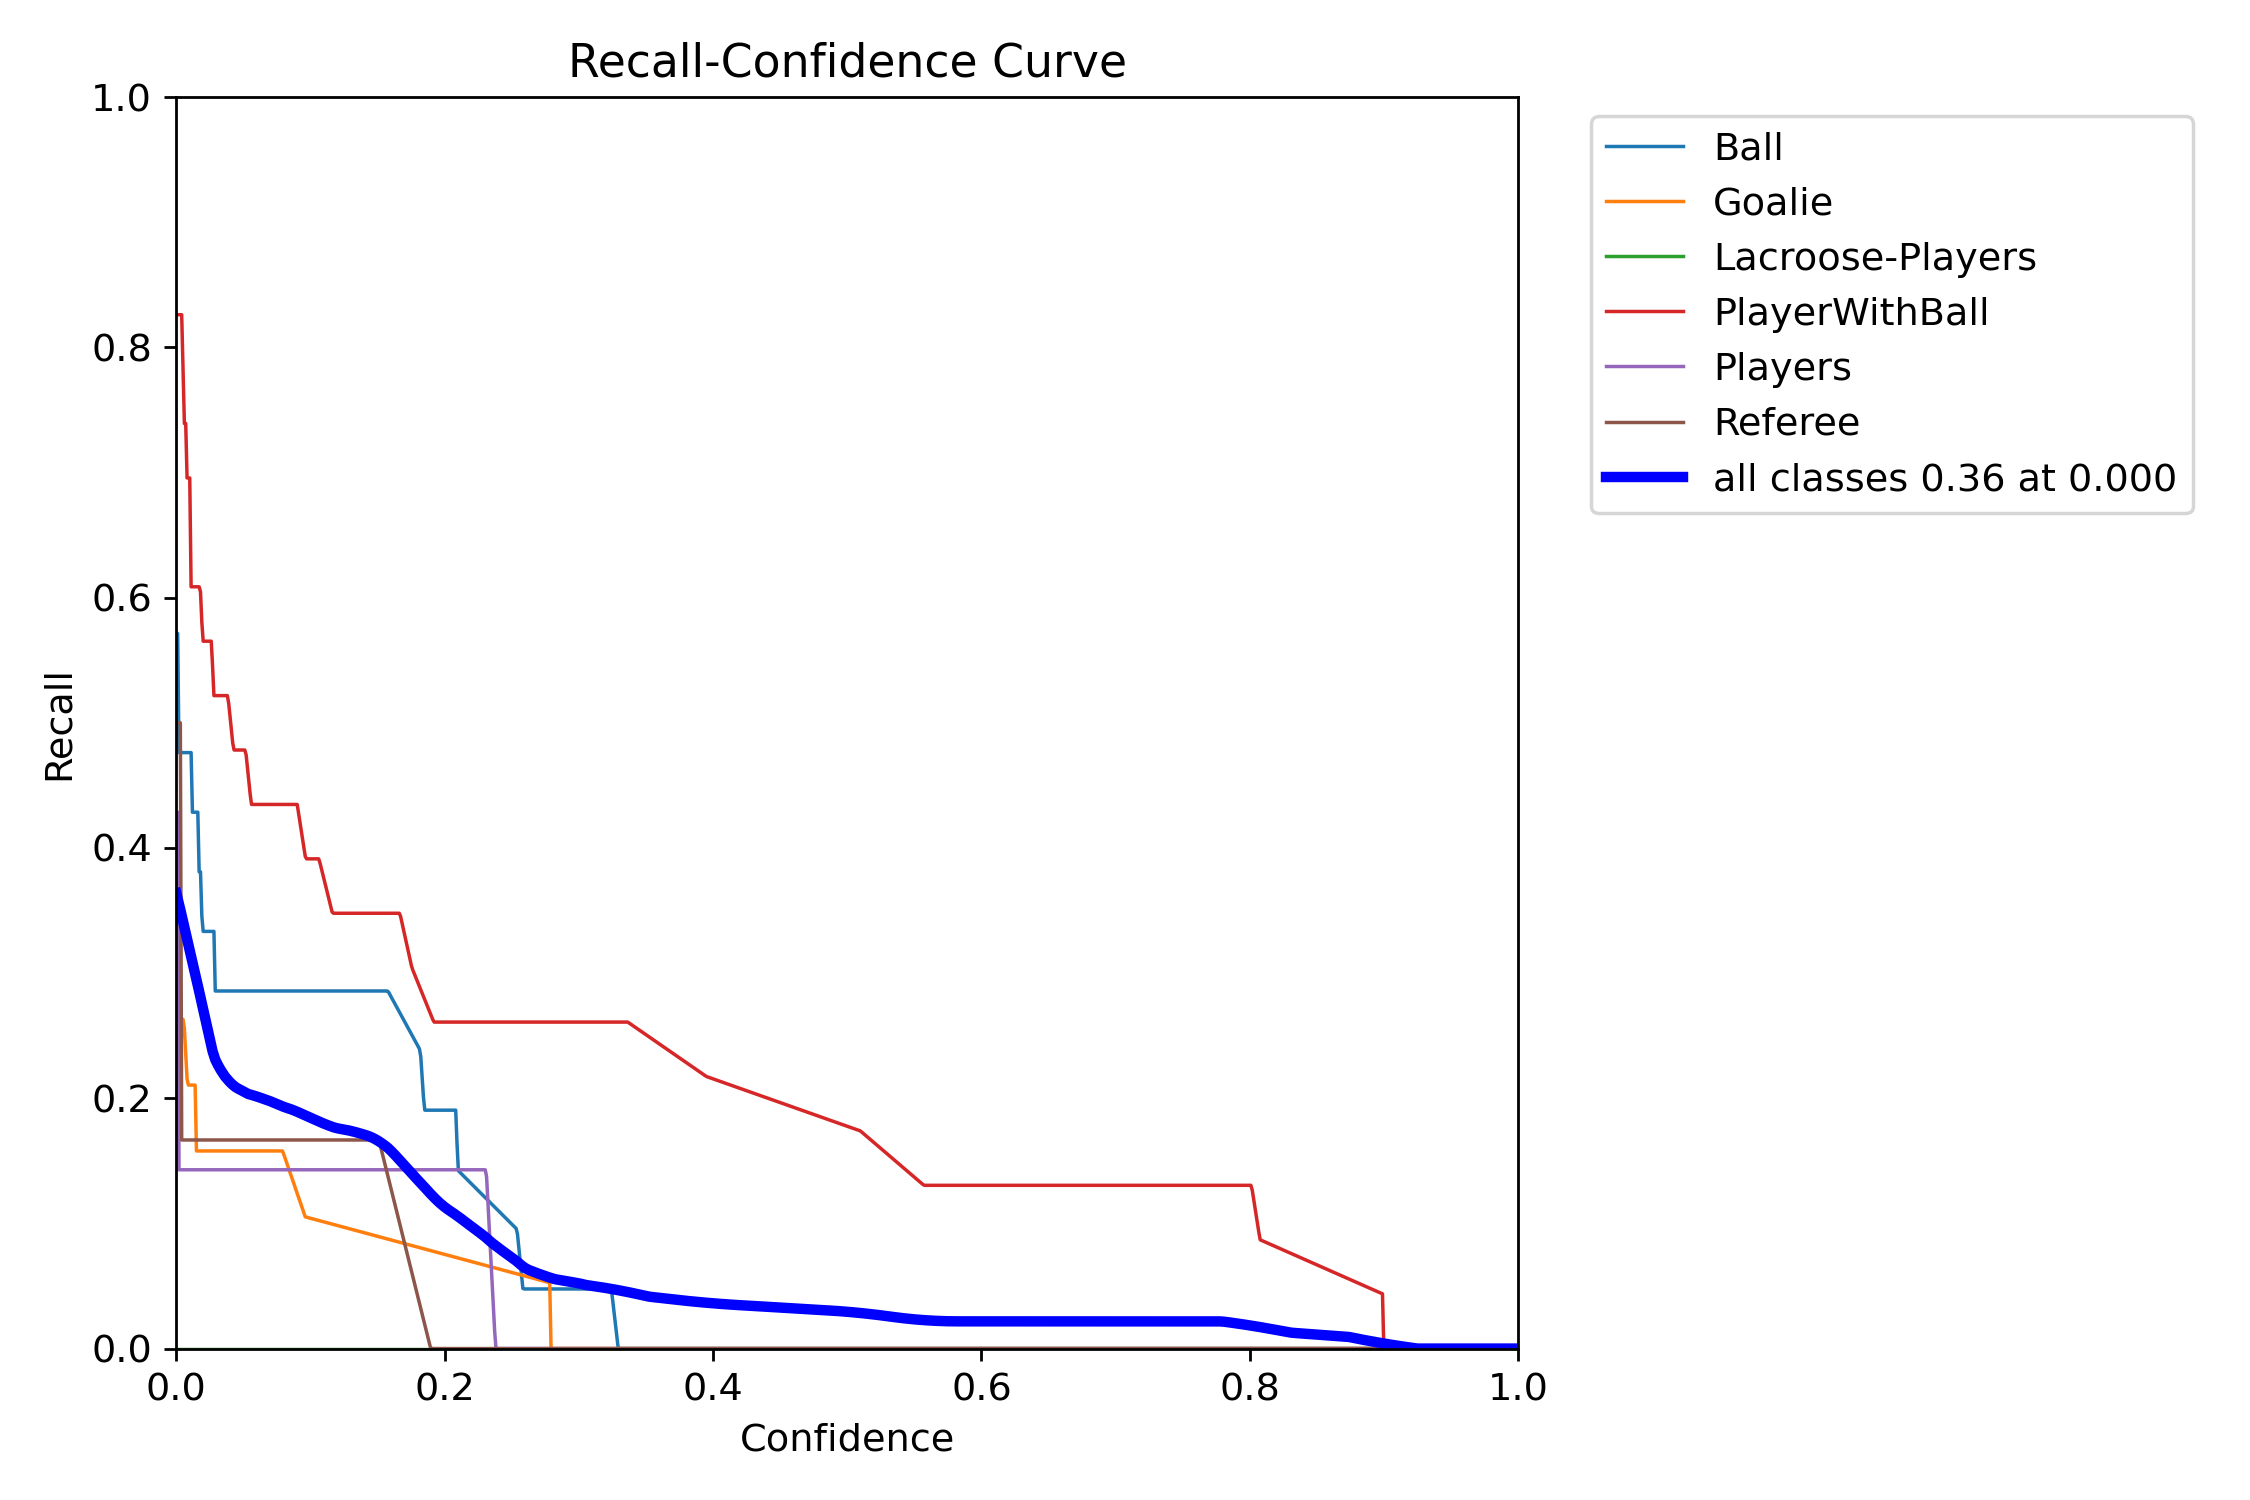 Recall-Confidence Curve
1.0
0.8
0.6
0.4
0.2
0.0
Recall
0.0 0.2 0.4 0.6 0.8 1.0
Confidence
Ball
Goalie
Lacroose-Players
PlayerWithBall
Players
Referee
all classes 0.36 at 0.000